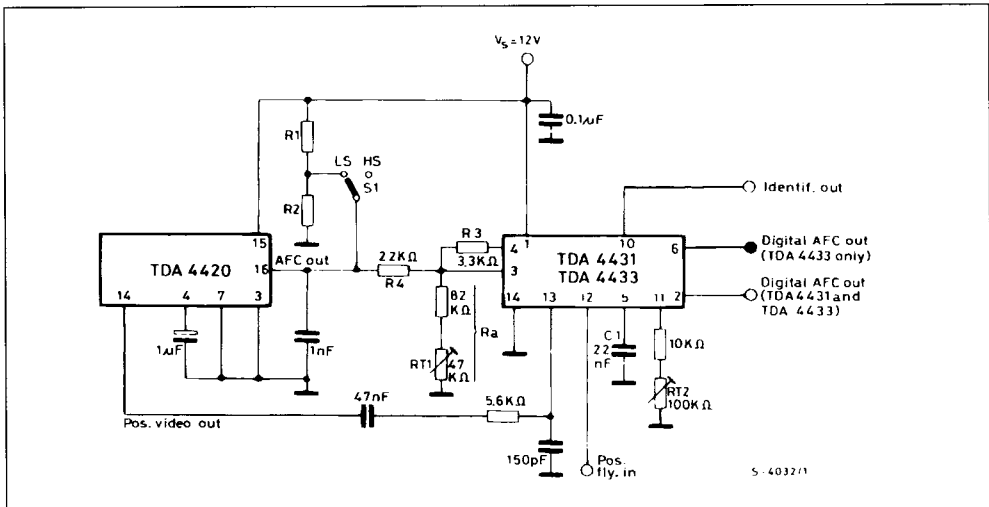 Vs=12V
0.1µF
R1
LS HS
S1
R2
Identif. out
15
AFC out
16
TDA 4420
14 4 7 3
22KΩ
R4
R3
3.3KΩ
4 1 10 6
3 TDA 4431
TDA 4433
14 13 12 5 11 2
Digital AFC out
(TDA 4433 only)
Digital AFC out
(TDA4431 and
TDA 4433)
82
KΩ
Ra
RT1
47
KΩ
1µF
1nF
C1
22
nF
10KΩ
RT2
100KΩ
47nF
5.6KΩ
Pos. video out
150pF
Pos.
fly. in
S-4032/1